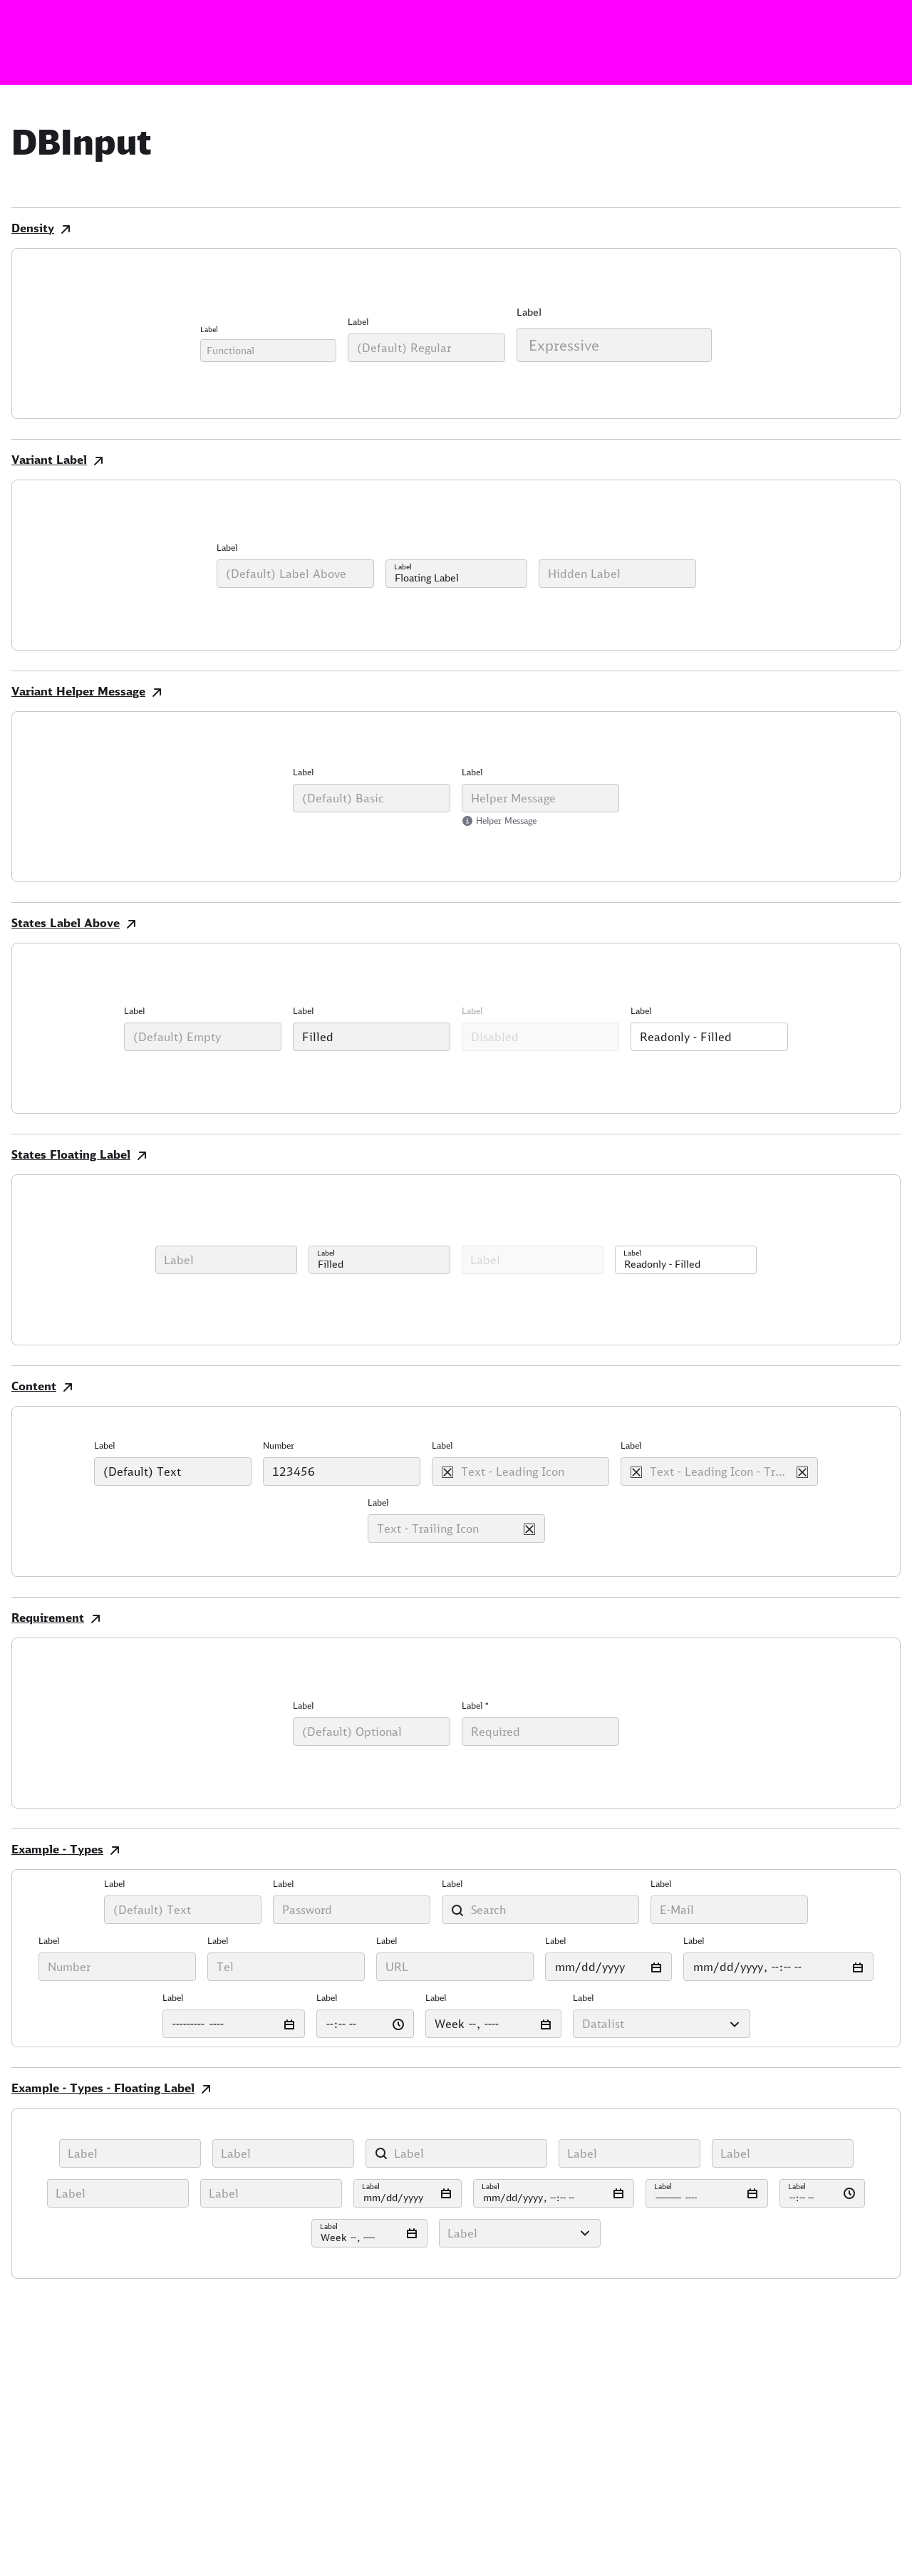 DBInput
Density
Label Label Label
Functional (Default) Regular Expressive
Variant Label
Label
(Default) Label Above Label Floating Label Hidden Label
Variant Helper Message
Label Label
(Default) Basic Helper Message
Helper Message
States Label Above
Label Label Label Label
(Default) Empty Filled Disabled Readonly - Filled
States Floating Label
Label Label Filled Label Label Readonly - Filled
Content
Label Number Label Label
(Default) Text 123456 Text - Leading Icon Text - Leading Icon - Tr...
Label
Text - Trailing Icon
Requirement
Label Label *
(Default) Optional Required
Example - Types
Label Label Label Label
(Default) Text Password Search E-Mail
Label Label Label Label Label
Number Tel URL mm/dd/yyyy mm/dd/yyyy, --:-- --
Label Label Label Label
--------- ---- --:-- -- Week --, ---- Datalist
Example - Types - Floating Label
Label Label Label Label Label
Label Label Label mm/dd/yyyy Label mm/dd/yyyy, --:-- -- Label --------- ---- Label --:-- --
Label Week --, ---- Label